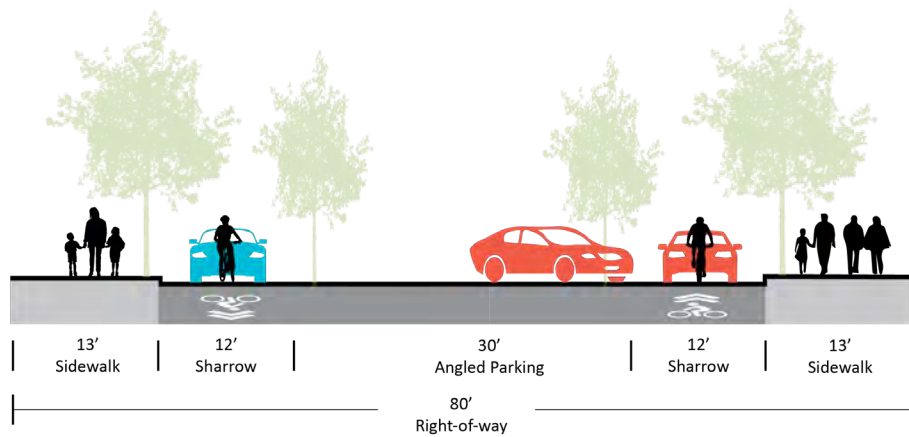 13’
Sidewalk
12’
Sharrow
30’
Angled Parking
12’
Sharrow
13’
Sidewalk
80’
Right-of-way